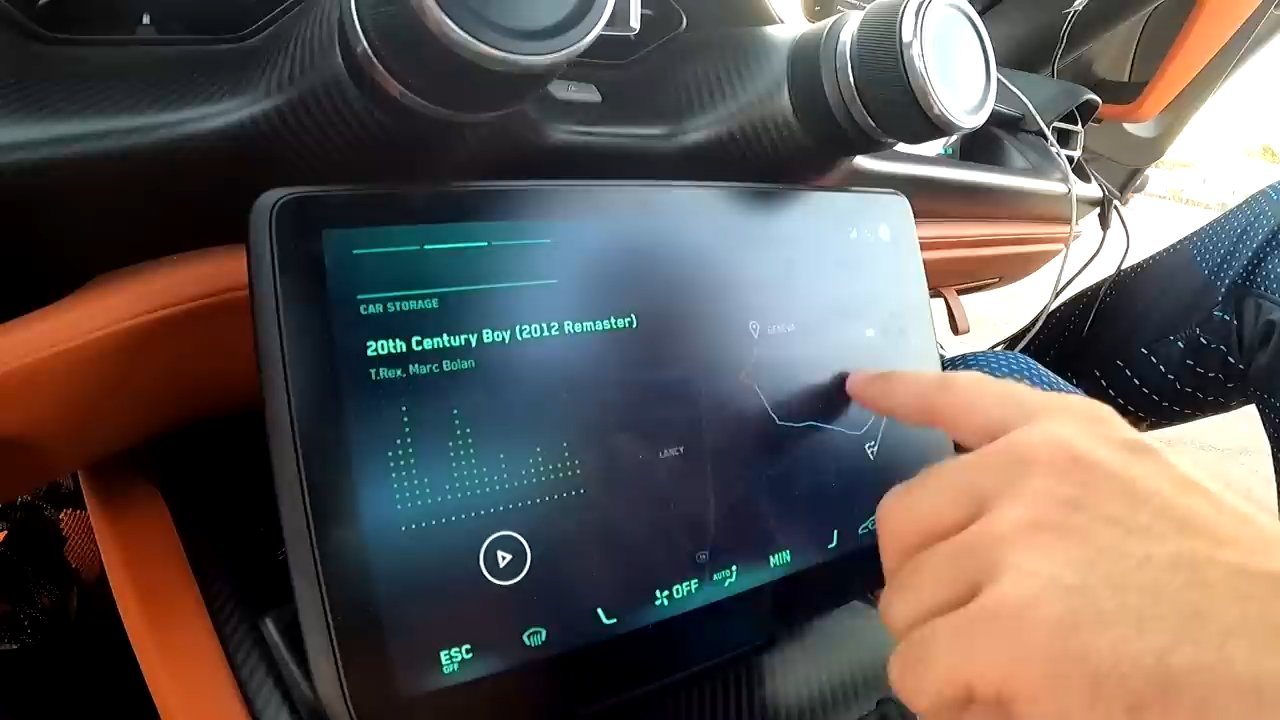 CAR STORAGE
20th Century Boy (2012 Remaster)
T.Rex, Marc Bolan
GENEVA
LANCY
OFF
AUTO
MIN
ESC
OFF